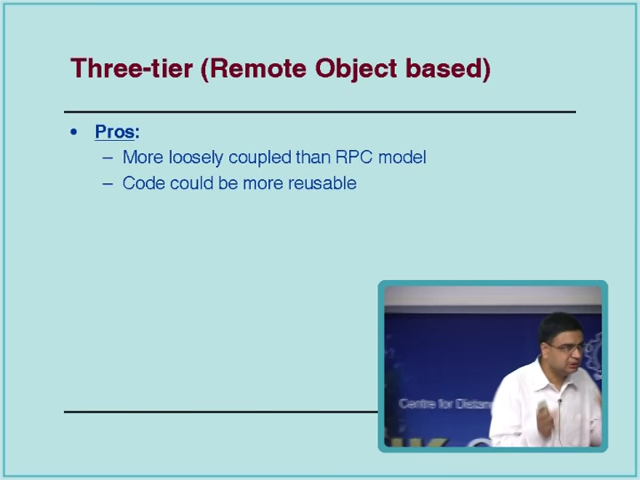 Three-tier (Remote Object based)
• Pros:
– More loosely coupled than RPC model
– Code could be more reusable
Centre for Distan